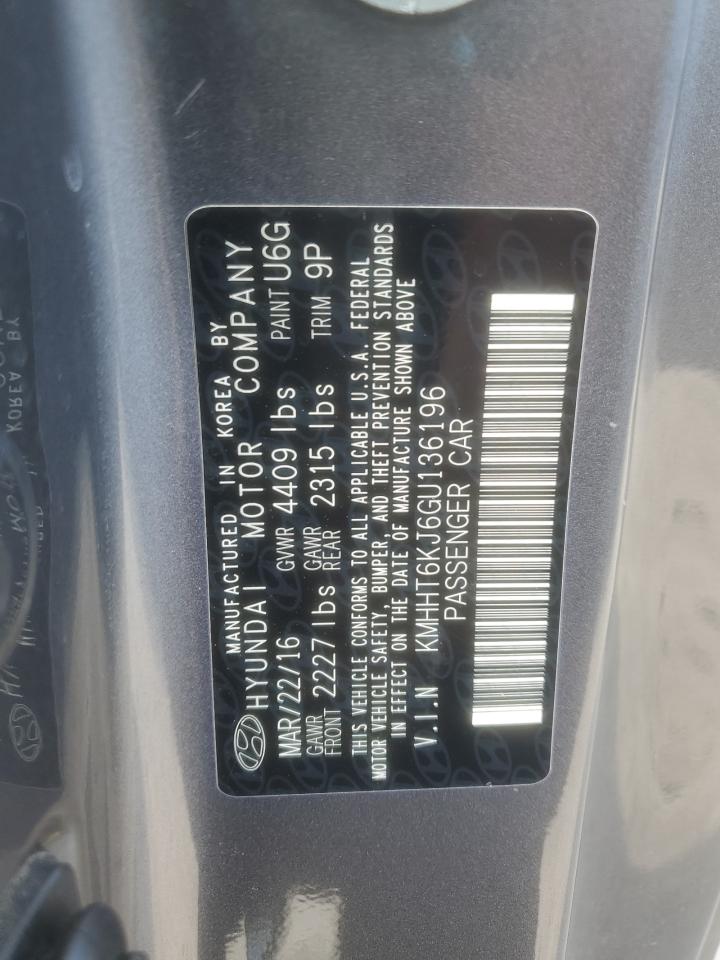 MANUFACTURED IN KOREA BY
HYUNDAI MOTOR COMPANY
MAR/22/16 GVWR 4409 lbs PAINT U6G
GAWR FRONT 2227 lbs GAWR REAR 2315 lbs TRIM 9P
THIS VEHICLE CONFORMS TO ALL APPLICABLE U.S.A. FEDERAL
MOTOR VEHICLE SAFETY, BUMPER, AND THEFT PREVENTION STANDARDS
IN EFFECT ON THE DATE OF MANUFACTURE SHOWN ABOVE
V.I.N KMHHT6KJ6GU136196
PASSENGER CAR